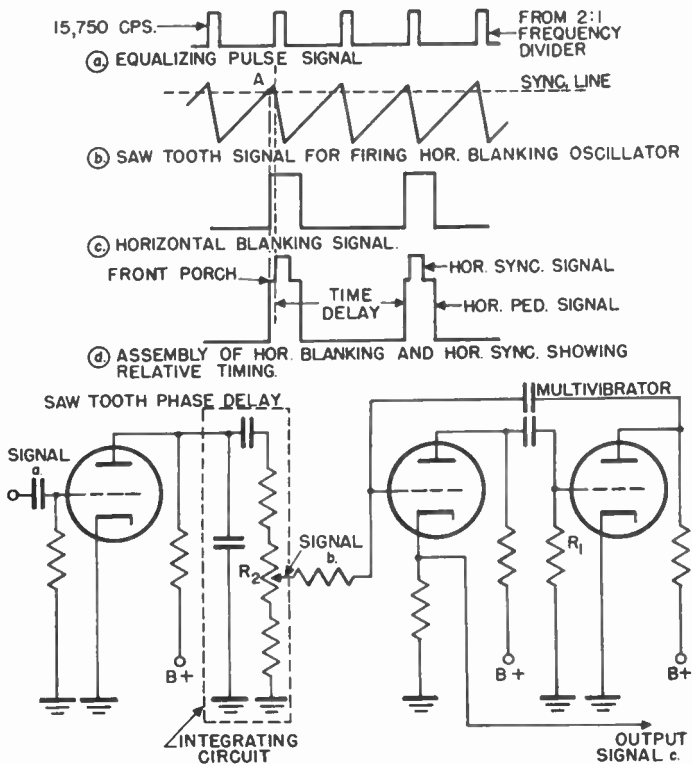 15,750 CPS.
FROM 2:1
FREQUENCY
DIVIDER
a. EQUALIZING PULSE SIGNAL
A
SYNC. LINE
b. SAW TOOTH SIGNAL FOR FIRING HOR. BLANKING OSCILLATOR
c. HORIZONTAL BLANKING SIGNAL.
FRONT PORCH
HOR. SYNC. SIGNAL
TIME
DELAY
HOR. PED. SIGNAL
d. ASSEMBLY OF HOR. BLANKING AND HOR. SYNC. SHOWING
RELATIVE TIMING.
SAW TOOTH PHASE DELAY
MULTIVIBRATOR
SIGNAL
a.
SIGNAL
b.
R2
R1
B+
B+
B+
INTEGRATING
CIRCUIT
OUTPUT
SIGNAL c.